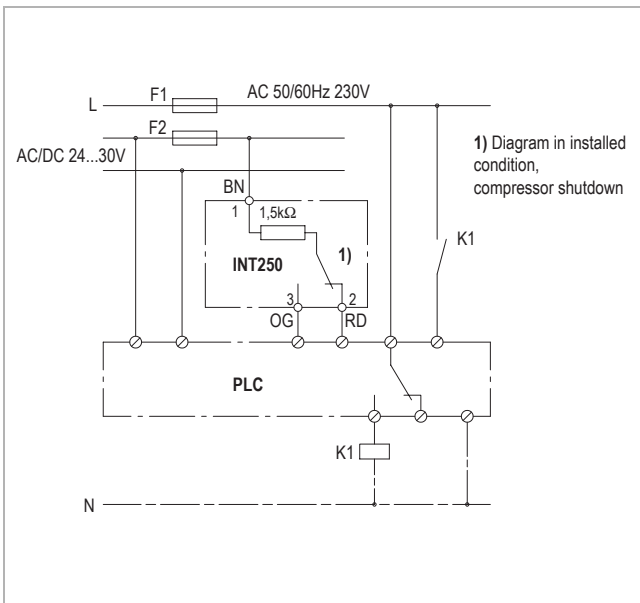 F1
AC 50/60Hz 230V
L
F2
1) Diagram in installed
condition,
compressor shutdown
AC/DC 24...30V
BN
1
1,5kΩ
K1
INT250
1)
3
2
OG
RD
PLC
K1
N